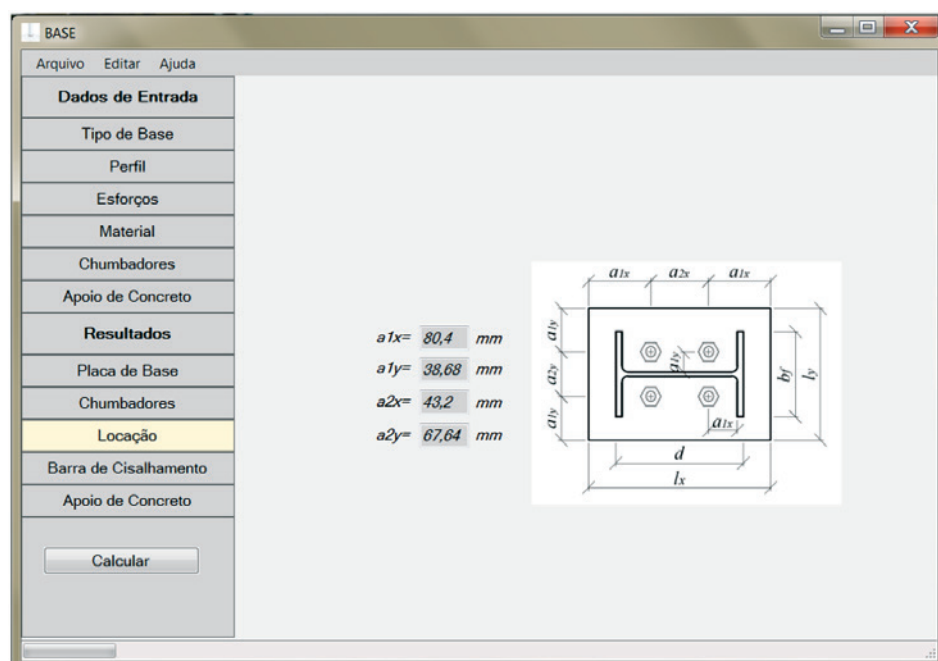 BASE
Arquivo Editar Ajuda
Dados de Entrada
Tipo de Base
Perfil
Esforços
Material
Chumbadores
Apoio de Concreto
Resultados
Placa de Base
Chumbadores
Locação
Barra de Cisalhamento
Apoio de Concreto
Calcular
a1x= 80,4 mm
a1y= 38,68 mm
a2x= 43,2 mm
a2y= 67,64 mm
a1x a2x a1x
a1y
a2y
a1y
a1y
a1x
bf
ly
d
lx